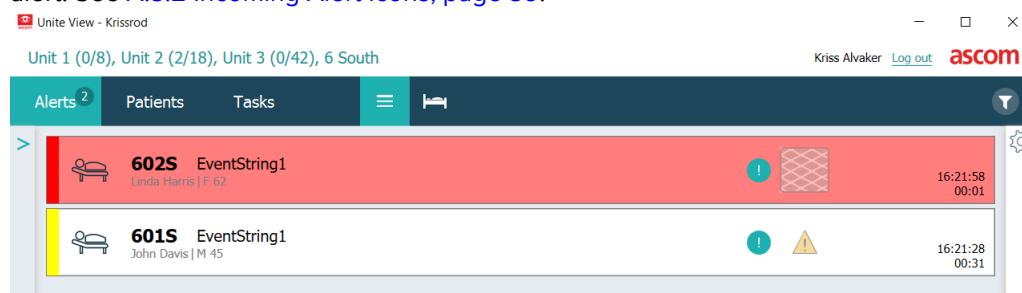 Unite View - Krissrod
Unit 1 (0/8), Unit 2 (2/18), Unit 3 (0/42), 6 South
Kriss Alvaker Log out ascom
Alerts 2 Patients Tasks
602S EventString1
Linda Harris | F 62
16:21:58
00:01
601S EventString1
John Davis | M 45
16:21:28
00:31